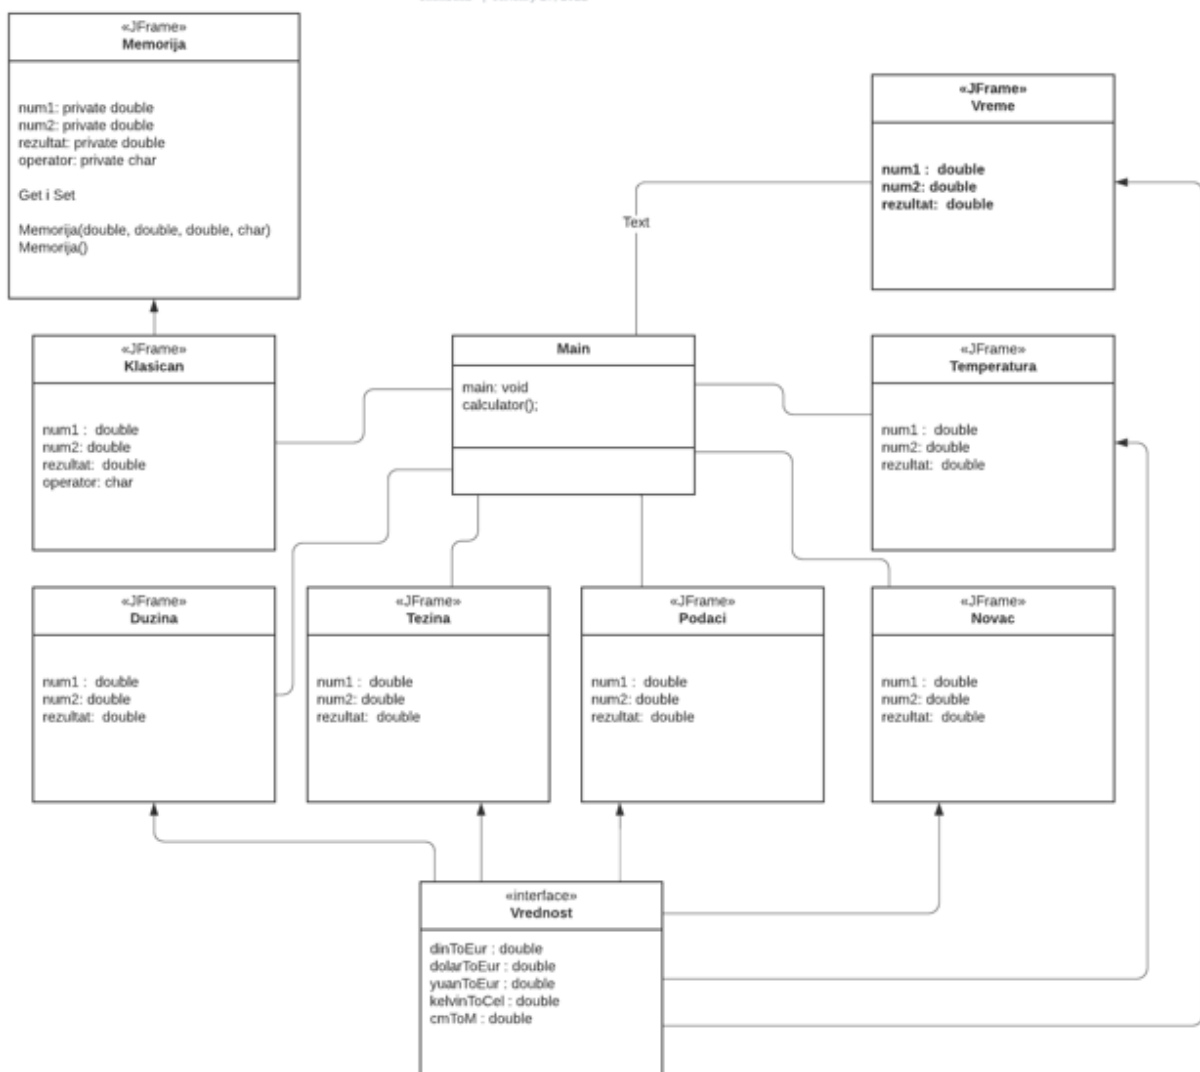 «JFrame»
Memorija
num1: private double
num2: private double
rezultat: private double
operator: private char
Get i Set
Memorija(double, double, double, char)
Memorija()
«JFrame»
Vreme
num1 : double
num2: double
rezultat: double
Text
«JFrame»
Klasican
num1 : double
num2: double
rezultat: double
operator: char
Main
main: void
calculator();
«JFrame»
Temperatura
num1 : double
num2: double
rezultat: double
«JFrame»
Duzina
num1 : double
num2: double
rezultat: double
«JFrame»
Tezina
num1 : double
num2: double
rezultat: double
«JFrame»
Podaci
num1 : double
num2: double
rezultat: double
«JFrame»
Novac
num1 : double
num2: double
rezultat: double
«interface»
Vrednost
dinToEur : double
dolarToEur : double
yuanToEur : double
kelvinToCel : double
cmToM : double